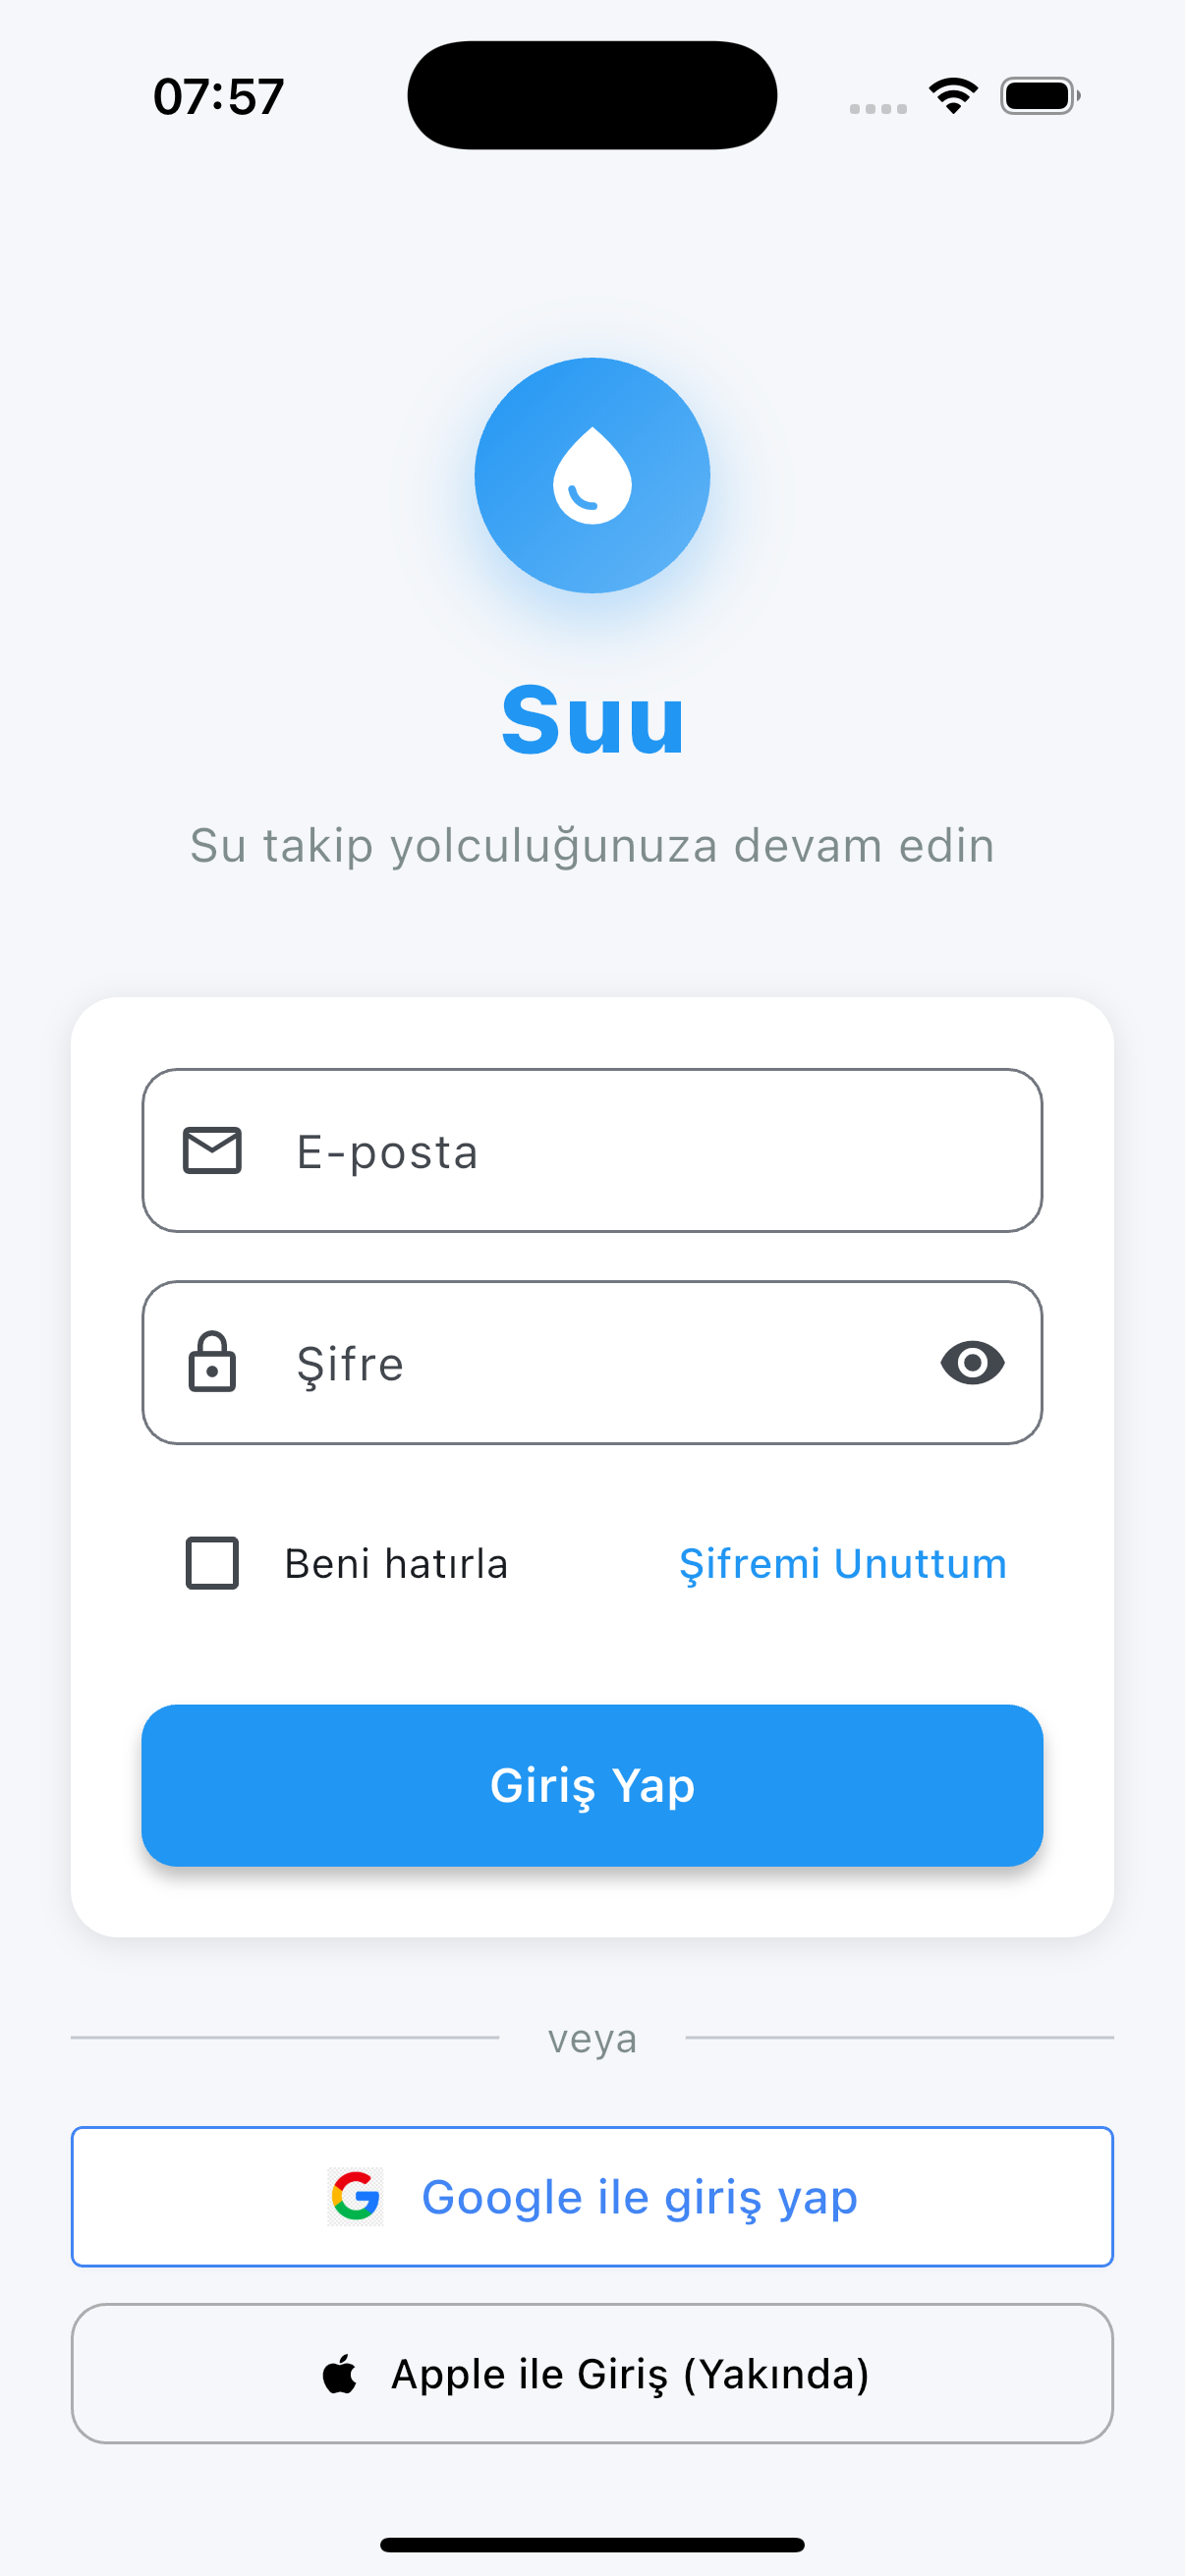 07:57
Suu
Su takip yolculuğunuza devam edin
E-posta
Şifre
Beni hatırla
Şifremi Unuttum
Giriş Yap
veya
Google ile giriş yap
Apple ile Giriş (Yakında)